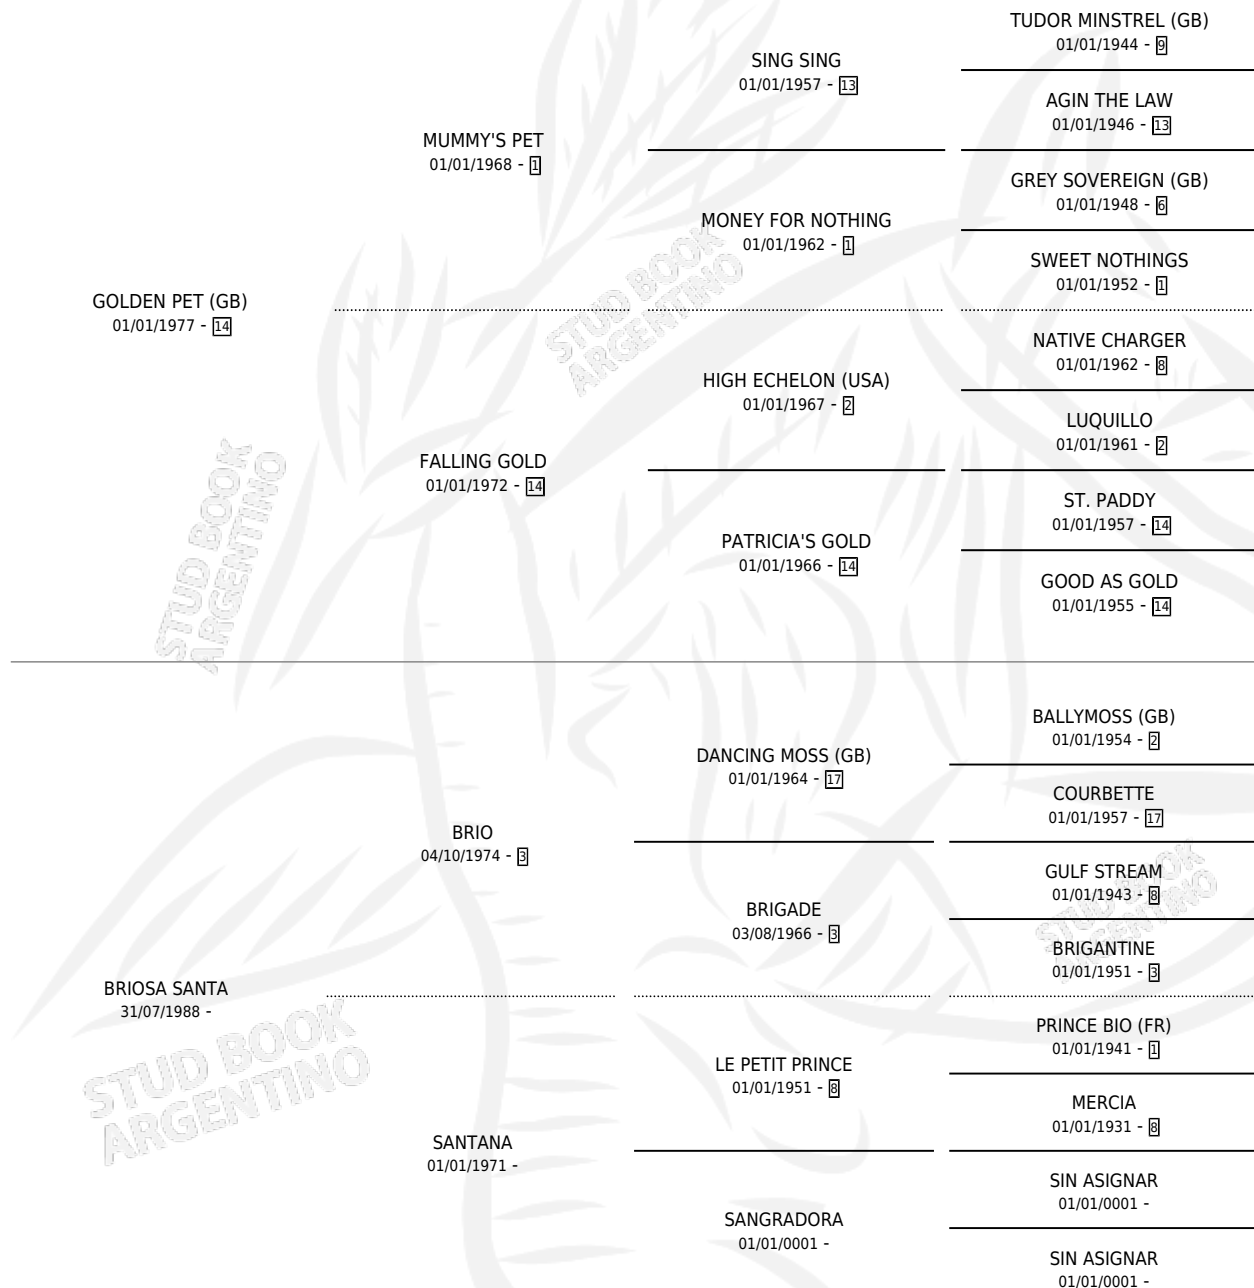 TUDOR MINSTREL (GB)
01/01/1944 - 9
SING SING
01/01/1957 - 13
AGIN THE LAW
01/01/1946 - 13
MUMMY'S PET
01/01/1968 - 1
GREY SOVEREIGN (GB)
01/01/1948 - 6
MONEY FOR NOTHING
01/01/1962 - 1
SWEET NOTHINGS
01/01/1952 - 1
GOLDEN PET (GB)
01/01/1977 - 14
NATIVE CHARGER
01/01/1962 - 8
HIGH ECHELON (USA)
01/01/1967 - 2
LUQUILLO
01/01/1961 - 2
FALLING GOLD
01/01/1972 - 14
ST. PADDY
01/01/1957 - 14
PATRICIA'S GOLD
01/01/1966 - 14
GOOD AS GOLD
01/01/1955 - 14
BALLYMOSS (GB)
01/01/1954 - 2
DANCING MOSS (GB)
01/01/1964 - 17
COURBETTE
01/01/1957 - 17
BRIO
04/10/1974 - 3
GULF STREAM
01/01/1943 - 8
BRIGADE
03/08/1966 - 3
BRIGANTINE
01/01/1951 - 3
BRIOSA SANTA
31/07/1988 -
PRINCE BIO (FR)
01/01/1941 - 1
LE PETIT PRINCE
01/01/1951 - 8
MERCIA
01/01/1931 - 8
SANTANA
01/01/1971 -
SIN ASIGNAR
01/01/0001 -
SANGRADORA
01/01/0001 -
SIN ASIGNAR
01/01/0001 -
STUD BOOK
ARGENTINO
STUD BOOK
ARGENTINO
STUD BOOK
ARGENTINO
STUD BOOK
ARGENTINO